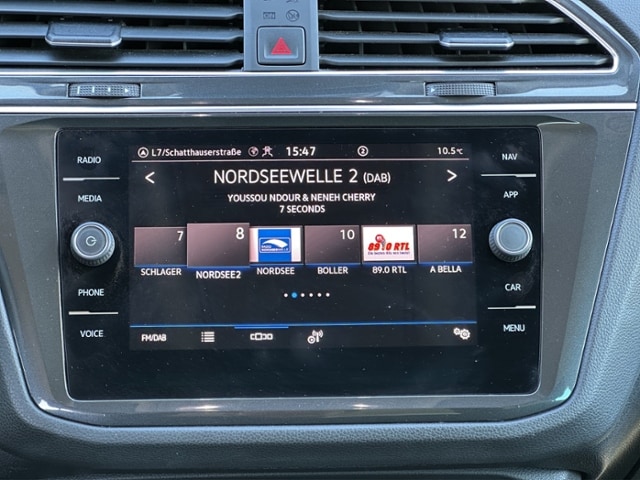 RADIO
MEDIA
PHONE
VOICE
A L7/Schatthauserstraße 15:47 2 10.5°C
< NORDSEEWELLE 2 (DAB) >
YOUSSOU NDOUR & NENEH CHERRY
7 SECONDS
7 8 10 89.0 RTL 12
SCHLAGER NORDSEE2 NORDSEE BOLLER 89.0 RTL A BELLA
FM/DAB
NAV
APP
CAR
MENU